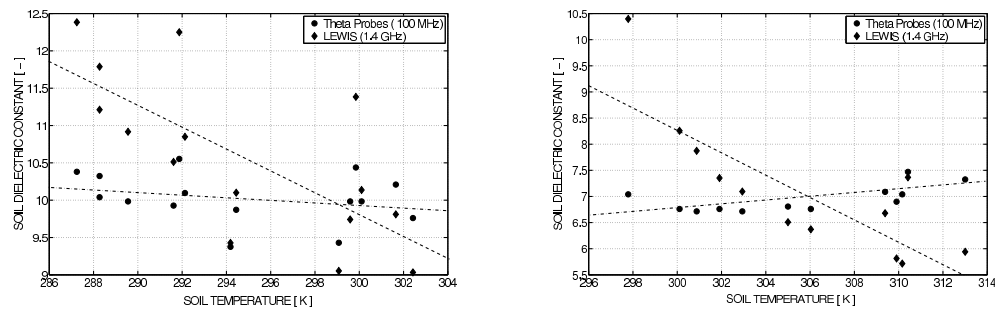 12.5
12
11.5
11
10.5
10
9.5
9
286 288 290 292 294 296 298 300 302 304
SOIL TEMPERATURE [ K ]
SOIL DIELECTRIC CONSTANT [ − ]
Theta Probes ( 100 MHz)
LEWIS (1.4 GHz)
10.5
10
9.5
9
8.5
8
7.5
7
6.5
6
5.5
296 298 300 302 304 306 308 310 312 314
SOIL TEMPERATURE [ K ]
SOIL DIELECTRIC CONSTANT [ − ]
Theta Probes (100 MHz)
LEWIS (1.4 GHz)